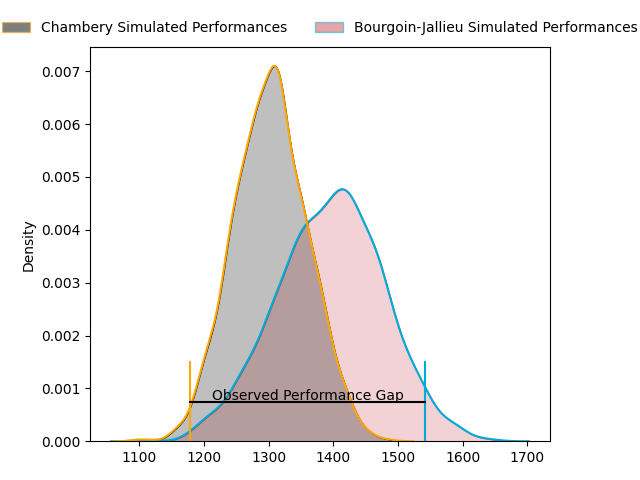 Chambery Simulated Performances
Bourgoin-Jallieu Simulated Performances
0.007
0.006
0.005
0.004
0.003
0.002
0.001
0.000
Density
Observed Performance Gap
1100 1200 1300 1400 1500 1600 1700